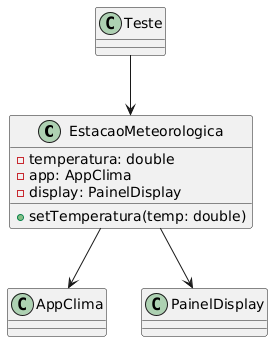 C Teste
C EstacaoMeteorologica
temperatura: double
app: AppClima
display: PainelDisplay
setTemperatura(temp: double)
C AppClima
C PainelDisplay